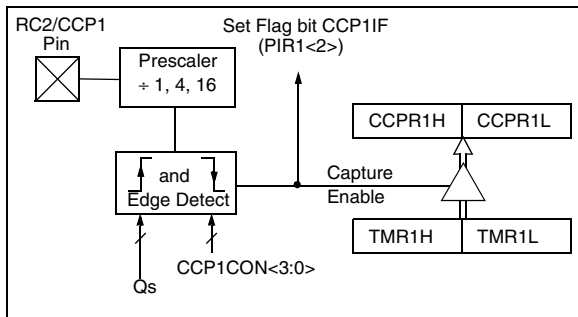 RC2/CCP1
Pin
Prescaler
÷ 1, 4, 16
Set Flag bit CCP1IF
(PIR1<2>)
CCPR1H CCPR1L
and
Edge Detect
Capture
Enable
TMR1H TMR1L
CCP1CON<3:0>
Qs